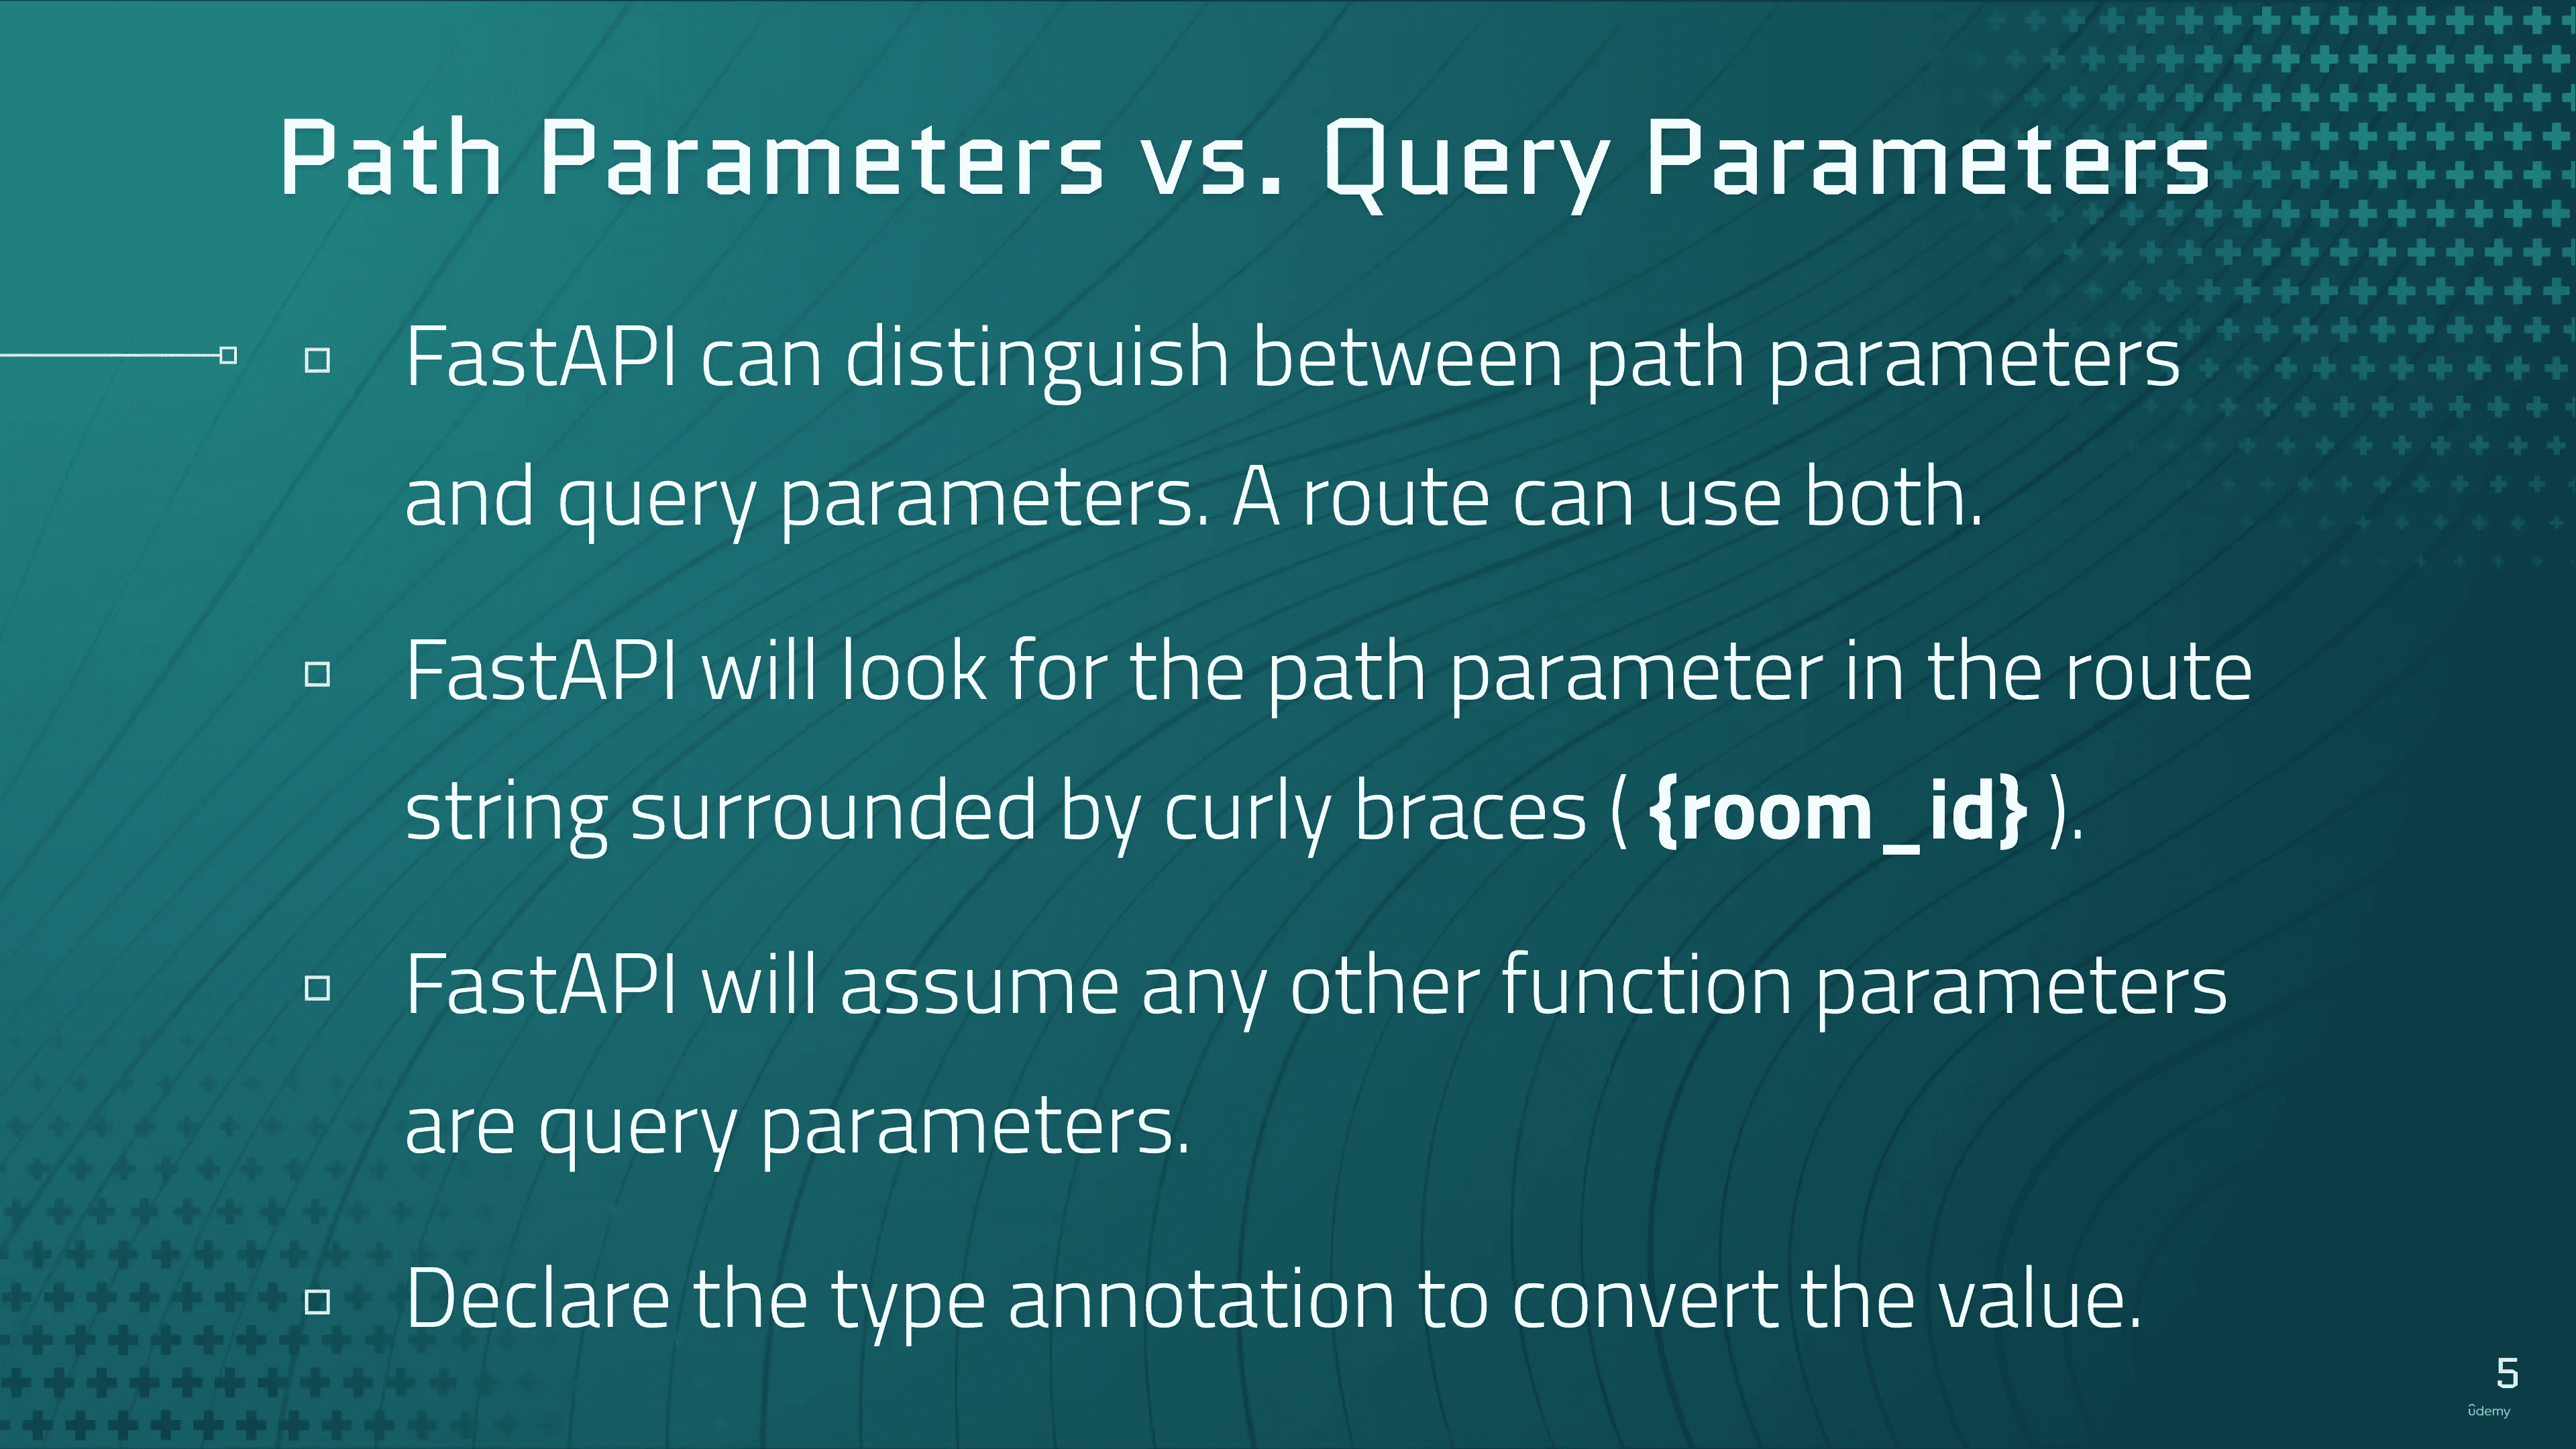 Path Parameters vs. Query Parameters
FastAPI can distinguish between path parameters
and query parameters. A route can use both.
FastAPI will look for the path parameter in the route
string surrounded by curly braces ( {room_id} ).
FastAPI will assume any other function parameters
are query parameters.
Declare the type annotation to convert the value.
5
ûdemy